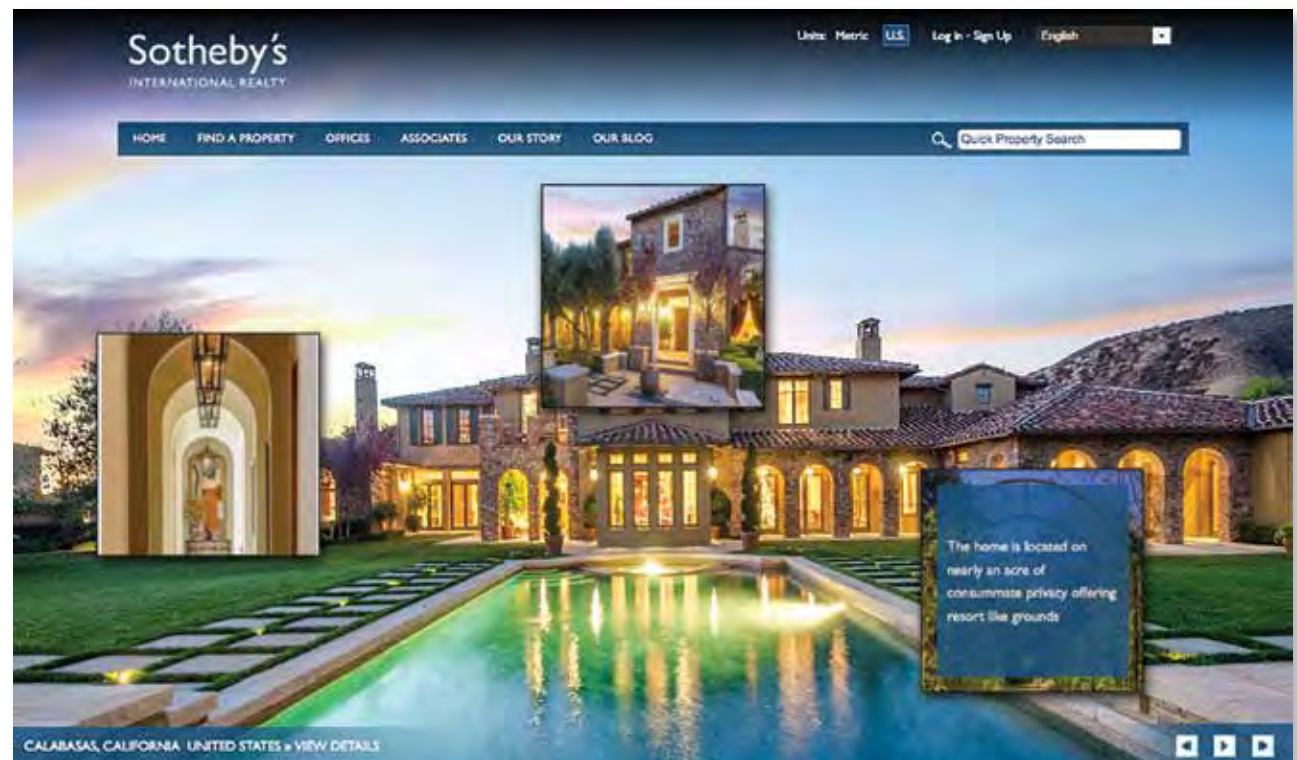 Sotheby's
INTERNATIONAL REALTY
Units: Metric U.S. Log In - Sign Up English
HOME FIND A PROPERTY OFFICES ASSOCIATES OUR STORY OUR BLOG Quick Property Search
The home is located on
nearly an acre of
consummate privacy offering
resort like grounds
CALABASAS, CALIFORNIA UNITED STATES » VIEW DETAILS